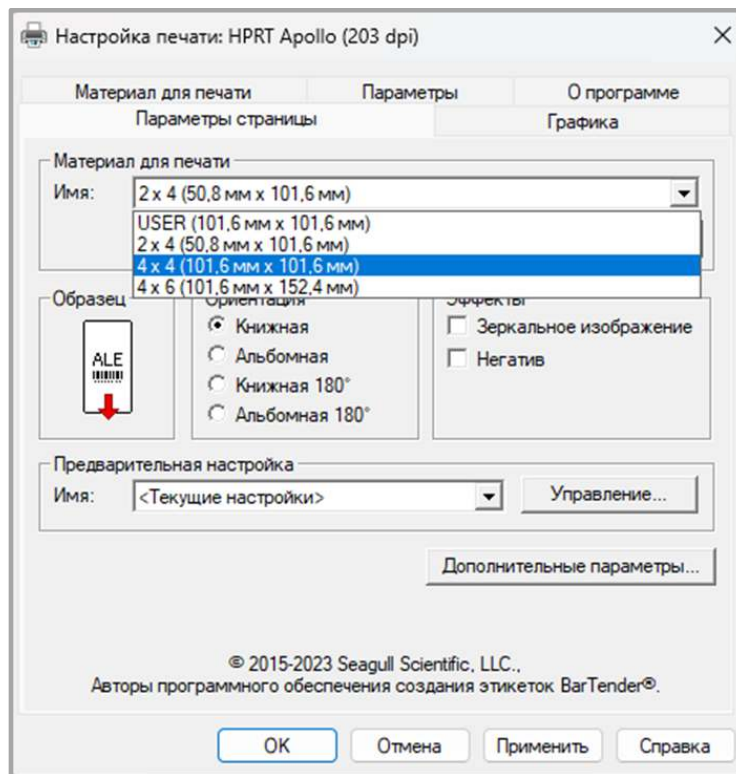 Настройка печати: HPRT Apollo (203 dpi)
Материал для печати Параметры О программе
Параметры страницы Графика
Материал для печати
Имя: 2 x 4 (50,8 мм x 101,6 мм)
USER (101,6 мм x 101,6 мм)
2 x 4 (50,8 мм x 101,6 мм)
4 x 4 (101,6 мм x 101,6 мм)
4 x 6 (101,6 мм x 152,4 мм)
Образец Ориентация Эффекты
ALE
Книжная
Альбомная
Книжная 180°
Альбомная 180°
Зеркальное изображение
Негатив
Предварительная настройка
Имя: <Текущие настройки> Управление...
Дополнительные параметры...
© 2015-2023 Seagull Scientific, LLC.,
Авторы программного обеспечения создания этикеток BarTender®.
OK Отмена Применить Справка